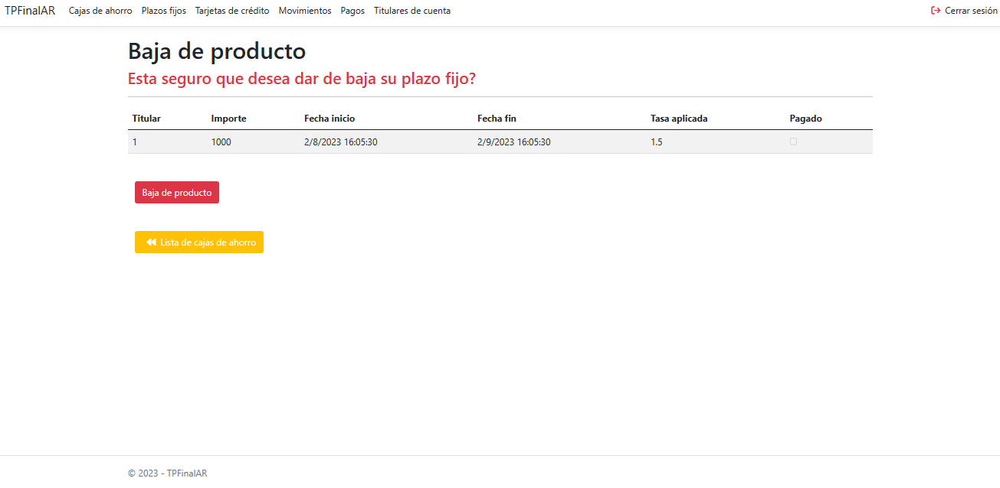 TPFinalAR Cajas de ahorro Plazos fijos Tarjetas de crédito Movimientos Pagos Titulares de cuenta Cerrar sesión
Baja de producto
Esta seguro que desea dar de baja su plazo fijo?
Titular Importe Fecha inicio Fecha fin Tasa aplicada Pagado
1 1000 2/8/2023 16:05:30 2/9/2023 16:05:30 1.5
Baja de producto
Lista de cajas de ahorro
© 2023 - TPFinalAR